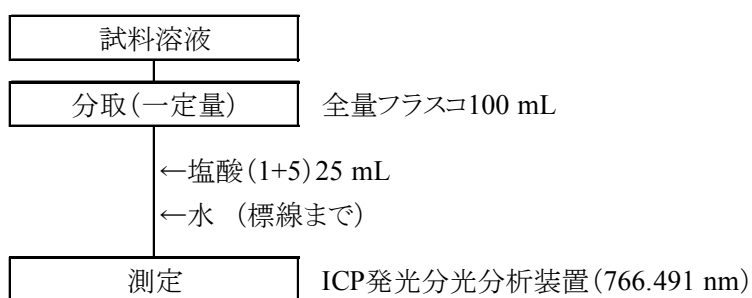 試料溶液
分取(一定量) 全量フラスコ100 mL
←塩酸(1+5)25 mL
←水 (標線まで)
測定 ICP発光分光分析装置(766.491 nm)